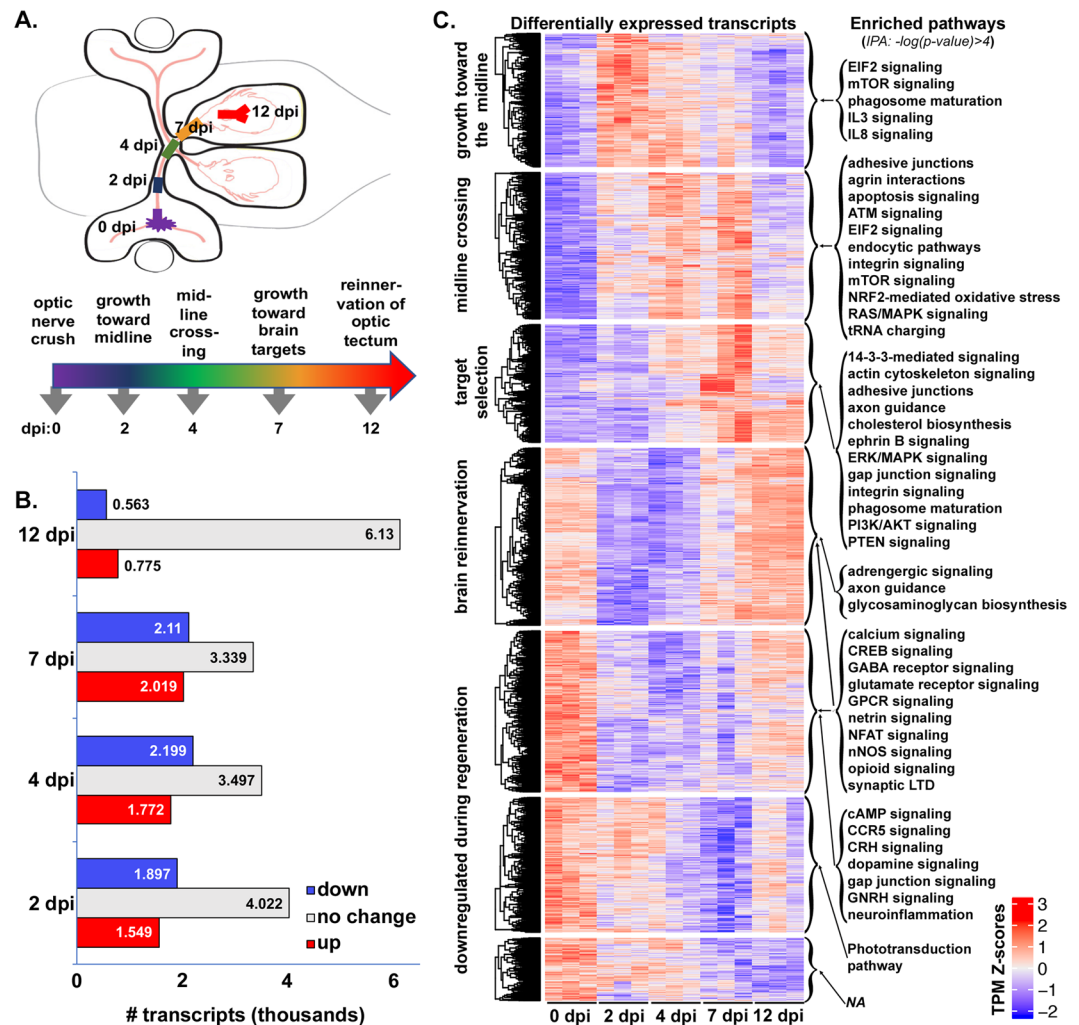 A.
12 dpi
7 dpi
4 dpi
2 dpi
0 dpi
optic
nerve
crush
growth
toward
midline
mid-
line
cross-
ing
growth
toward
brain
targets
reinner-
vation of
optic
tectum
dpi:0
2
4
7
12
B.
12 dpi
0.563
6.13
0.775
7 dpi
2.11
3.339
2.019
4 dpi
2.199
3.497
1.772
2 dpi
1.897
4.022
1.549
down
no change
up
0
2
4
6
# transcripts (thousands)
C.
Differentially expressed transcripts
Enriched pathways
(IPA: -log(p-value)>4)
growth toward
the midline
midline crossing
target
selection
brain reinnervation
downregulated during regeneration
EIF2 signaling
mTOR signaling
phagosome maturation
IL3 signaling
IL8 signaling
adhesive junctions
agrin interactions
apoptosis signaling
ATM signaling
EIF2 signaling
endocytic pathways
integrin signaling
mTOR signaling
NRF2-mediated oxidative stress
RAS/MAPK signaling
tRNA charging
14-3-3-mediated signaling
actin cytoskeleton signaling
adhesive junctions
axon guidance
cholesterol biosynthesis
ephrin B signaling
ERK/MAPK signaling
gap junction signaling
integrin signaling
phagosome maturation
PI3K/AKT signaling
PTEN signaling
adrengergic signaling
axon guidance
glycosaminoglycan biosynthesis
calcium signaling
CREB signaling
GABA receptor signaling
glutamate receptor signaling
GPCR signaling
netrin signaling
NFAT signaling
nNOS signaling
opioid signaling
synaptic LTD
cAMP signaling
CCR5 signaling
CRH signaling
dopamine signaling
gap junction signaling
GNRH signaling
neuroinflammation
Phototransduction
pathway
NA
0 dpi
2 dpi
4 dpi
7 dpi
12 dpi
TPM Z-scores
3
2
1
0
−1
−2